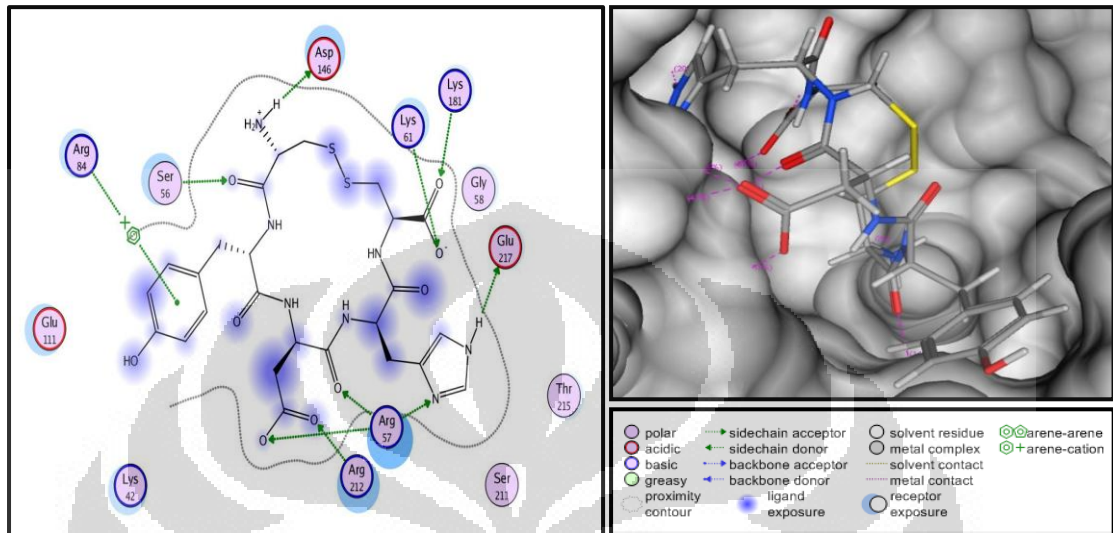 Asp
146
Lys
181
H
H₂N⁺
Lys
61
Arg
84
Ser
56
O
S
S
O
Gly
58
NH
O⁻
Glu
217
HN
O
H
N
H
N
Glu
111
O
NH
HO
O
N
Thr
215
O
O
Arg
57
Lys
42
Arg
212
Ser
211
polar
acidic
basic
greasy
proximity
contour
sidechain acceptor
sidechain donor
backbone acceptor
backbone donor
ligand
exposure
solvent residue
metal complex
solvent contact
metal contact
receptor
exposure
arene-arene
arene-cation